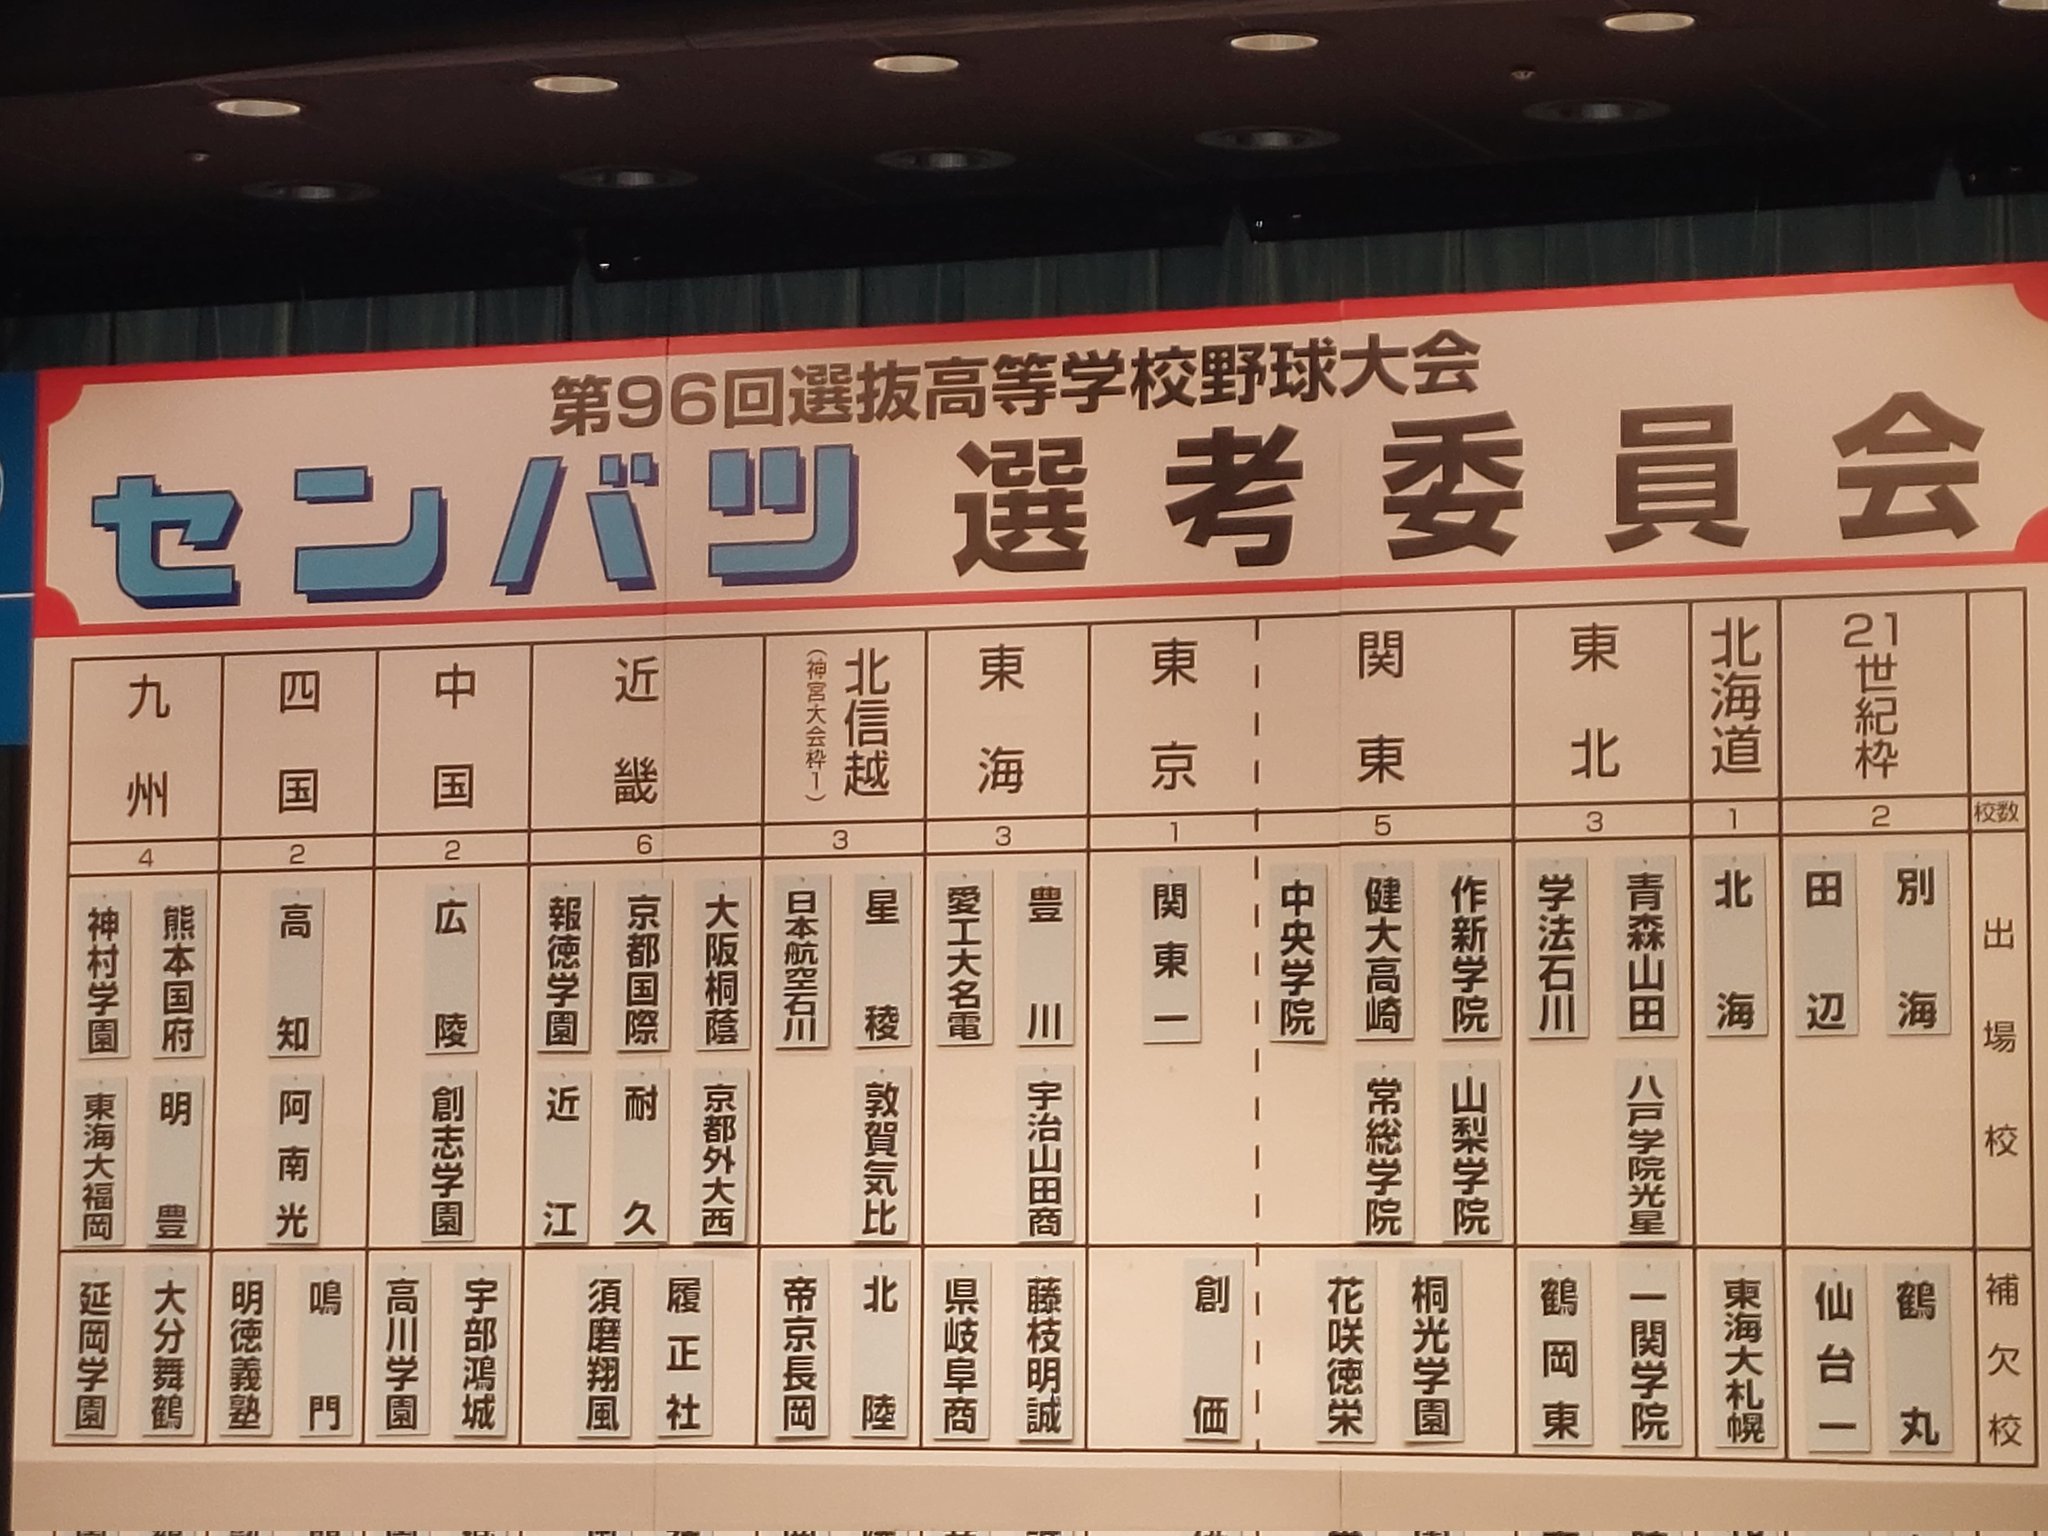 第96回選抜高等学校野球大会
センバツ 選考委員会
21世紀枠
北海道
東北
関東
東京
東海
北信越
(神宮大会枠1)
近畿
中国
四国
九州
校数
2
1
3
5
1
3
3
6
2
2
4
出場校
別海
田辺
北海
青森山田
学法石川
八戸学院光星
作新学院
健大高崎
中央学院
山梨学院
常総学院
関東一
豊川
愛工大名電
宇治山田商
星稜
日本航空石川
敦賀気比
大阪桐蔭
京都国際
報徳学園
京都外大西
耐久
近江
広陵
創志学園
高知
阿南光
熊本国府
神村学園
明豊
東海大福岡
補欠校
鶴丸
仙台一
東海大札幌
一関学院
鶴岡東
桐光学園
花咲徳栄
創価
藤枝明誠
県岐阜商
北陸
帝京長岡
履正社
須磨翔風
宇部鴻城
高川学園
鳴門
明徳義塾
大分舞鶴
延岡学園